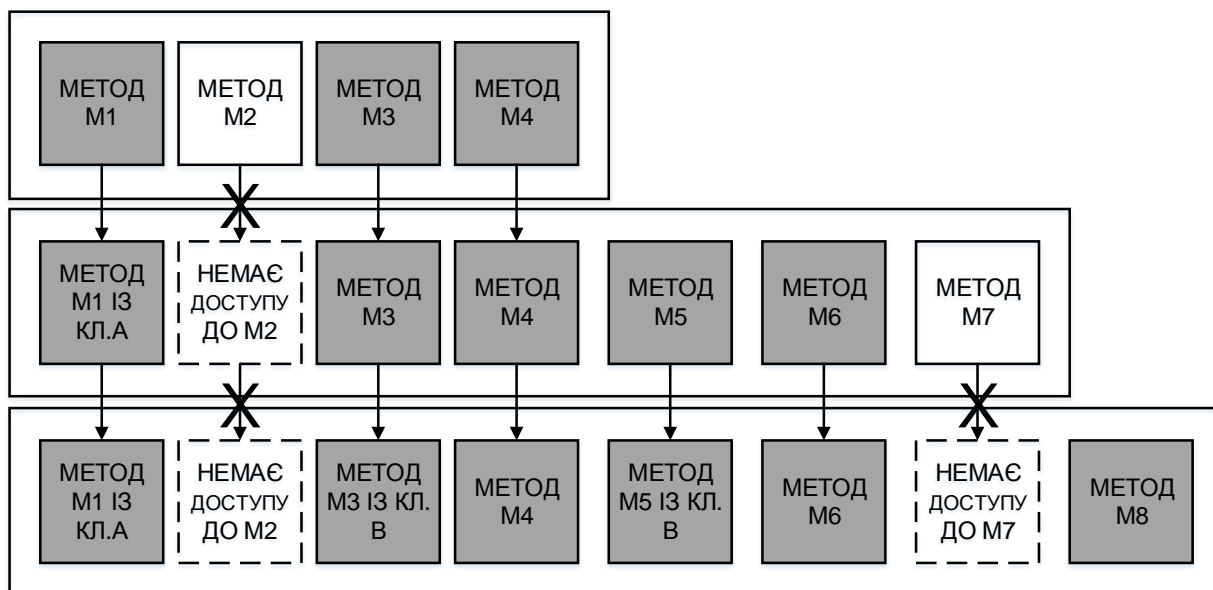 МЕТОД
М1
МЕТОД
М2
МЕТОД
М3
МЕТОД
М4
МЕТОД
М1 ІЗ
КЛ.А
НЕМАЄ
ДОСТУПУ
ДО М2
МЕТОД
М3
МЕТОД
М4
МЕТОД
М5
МЕТОД
М6
МЕТОД
М7
МЕТОД
М1 ІЗ
КЛ.А
НЕМАЄ
ДОСТУПУ
ДО М2
МЕТОД
М3 ІЗ КЛ.
В
МЕТОД
М4
МЕТОД
М5 ІЗ КЛ.
В
МЕТОД
М6
НЕМАЄ
ДОСТУПУ
ДО М7
МЕТОД
М8